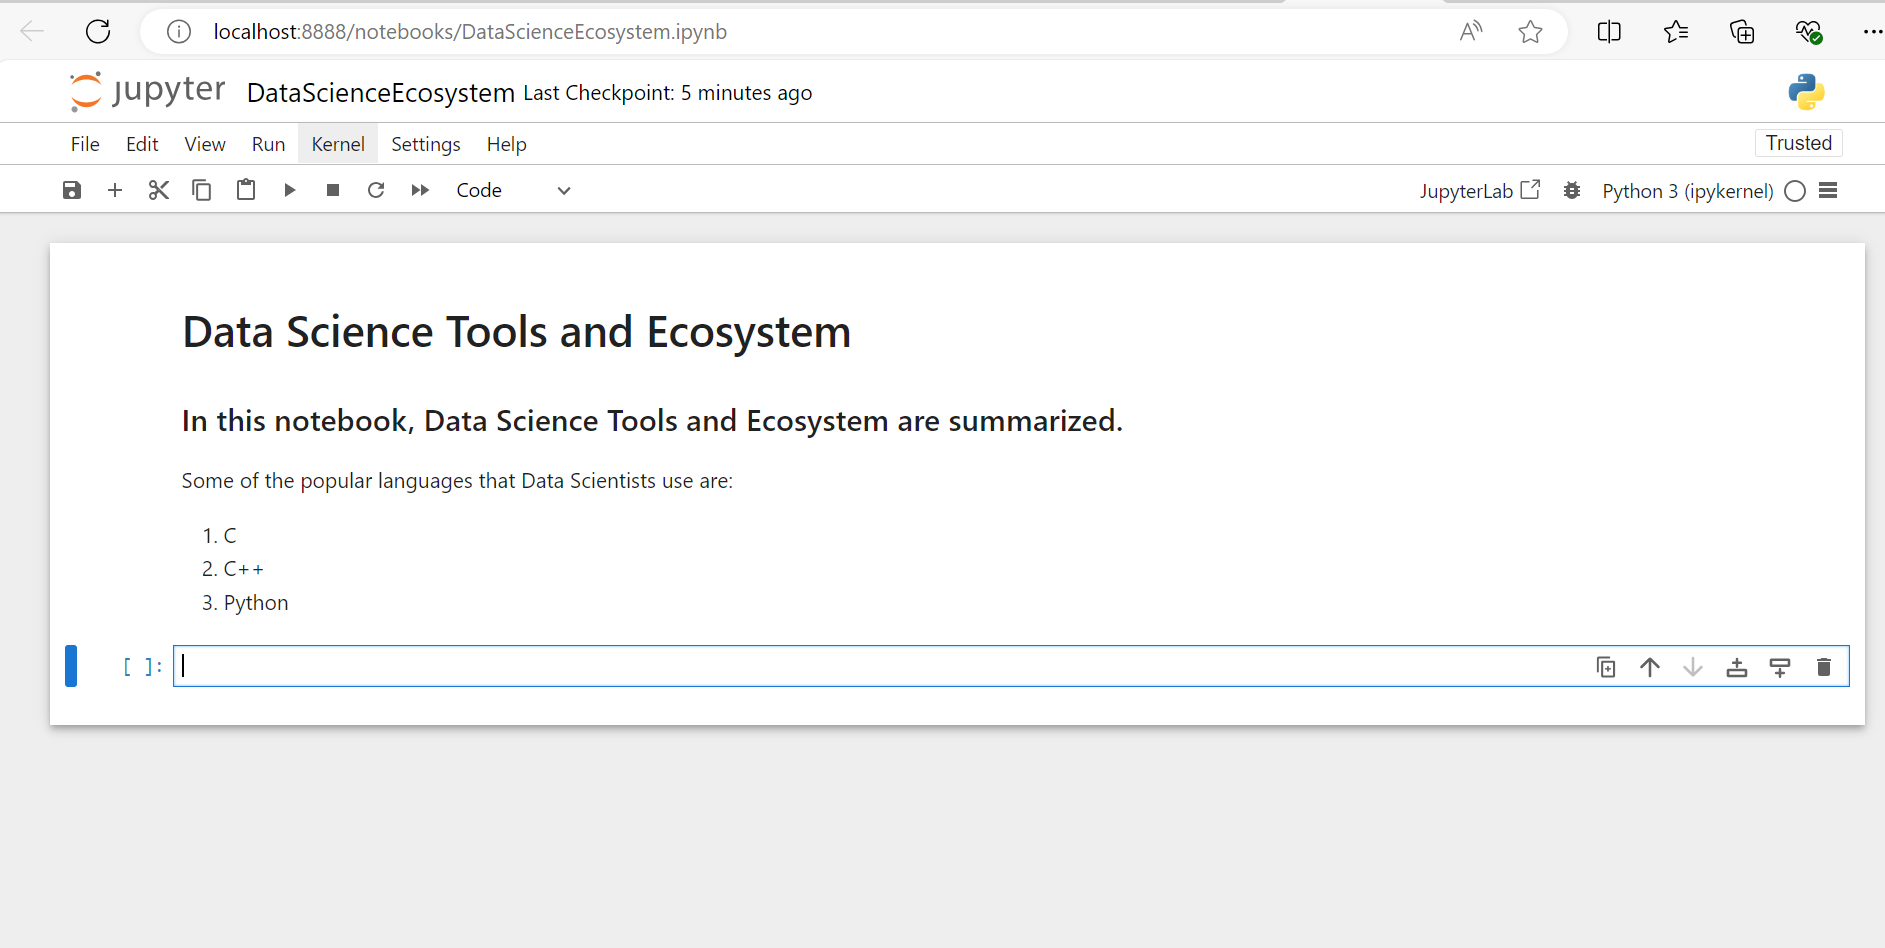 localhost:8888/notebooks/DataScienceEcosystem.ipynb
jupyter DataScienceEcosystem Last Checkpoint: 5 minutes ago
File Edit View Run Kernel Settings Help Trusted
Code JupyterLab Python 3 (ipykernel)
Data Science Tools and Ecosystem
In this notebook, Data Science Tools and Ecosystem are summarized.
Some of the popular languages that Data Scientists use are:
1. C
2. C++
3. Python
[ ]: